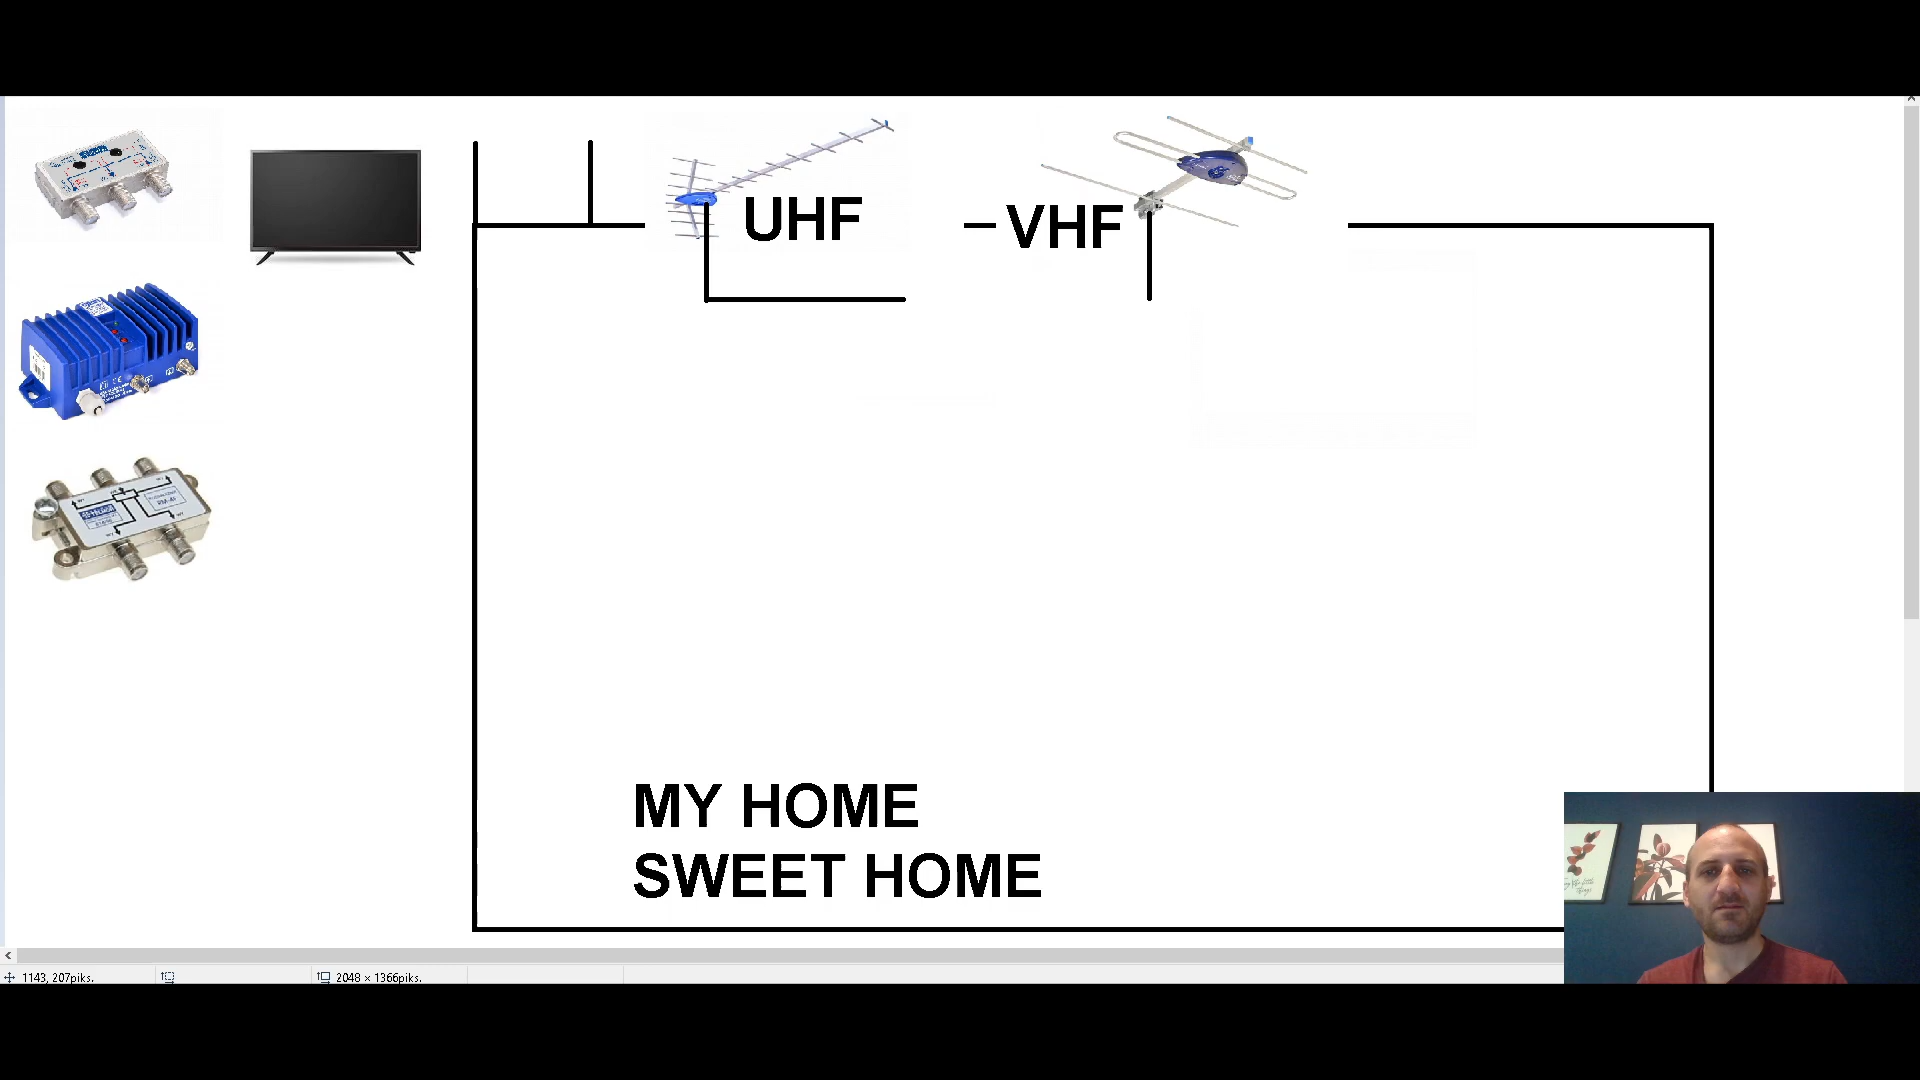 UHF
VHF
MY HOME
SWEET HOME
1143, 207piks.
2048 × 1366piks.